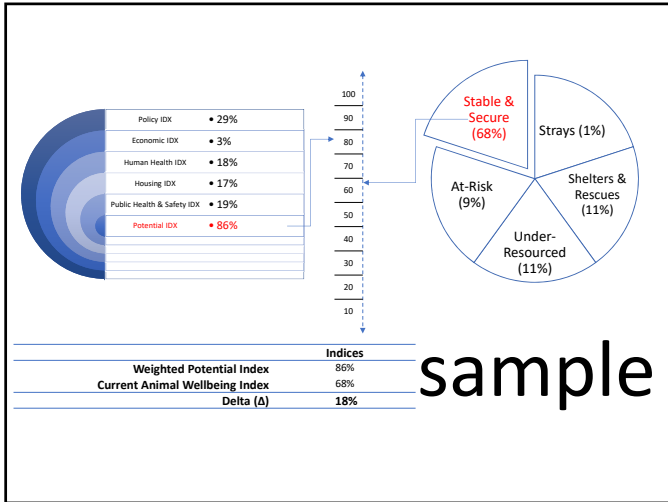 Policy IDX • 29%
Economic IDX • 3%
Human Health IDX • 18%
Housing IDX • 17%
Public Health & Safety IDX • 19%
Potential IDX • 86%
100
90
80
70
60
50
40
30
20
10
Stable &
Secure
(68%)
Strays (1%)
Shelters &
Rescues
(11%)
Under-
Resourced
(11%)
At-Risk
(9%)
Indices
Weighted Potential Index 86%
Current Animal Wellbeing Index 68%
Delta (Δ) 18%
sample